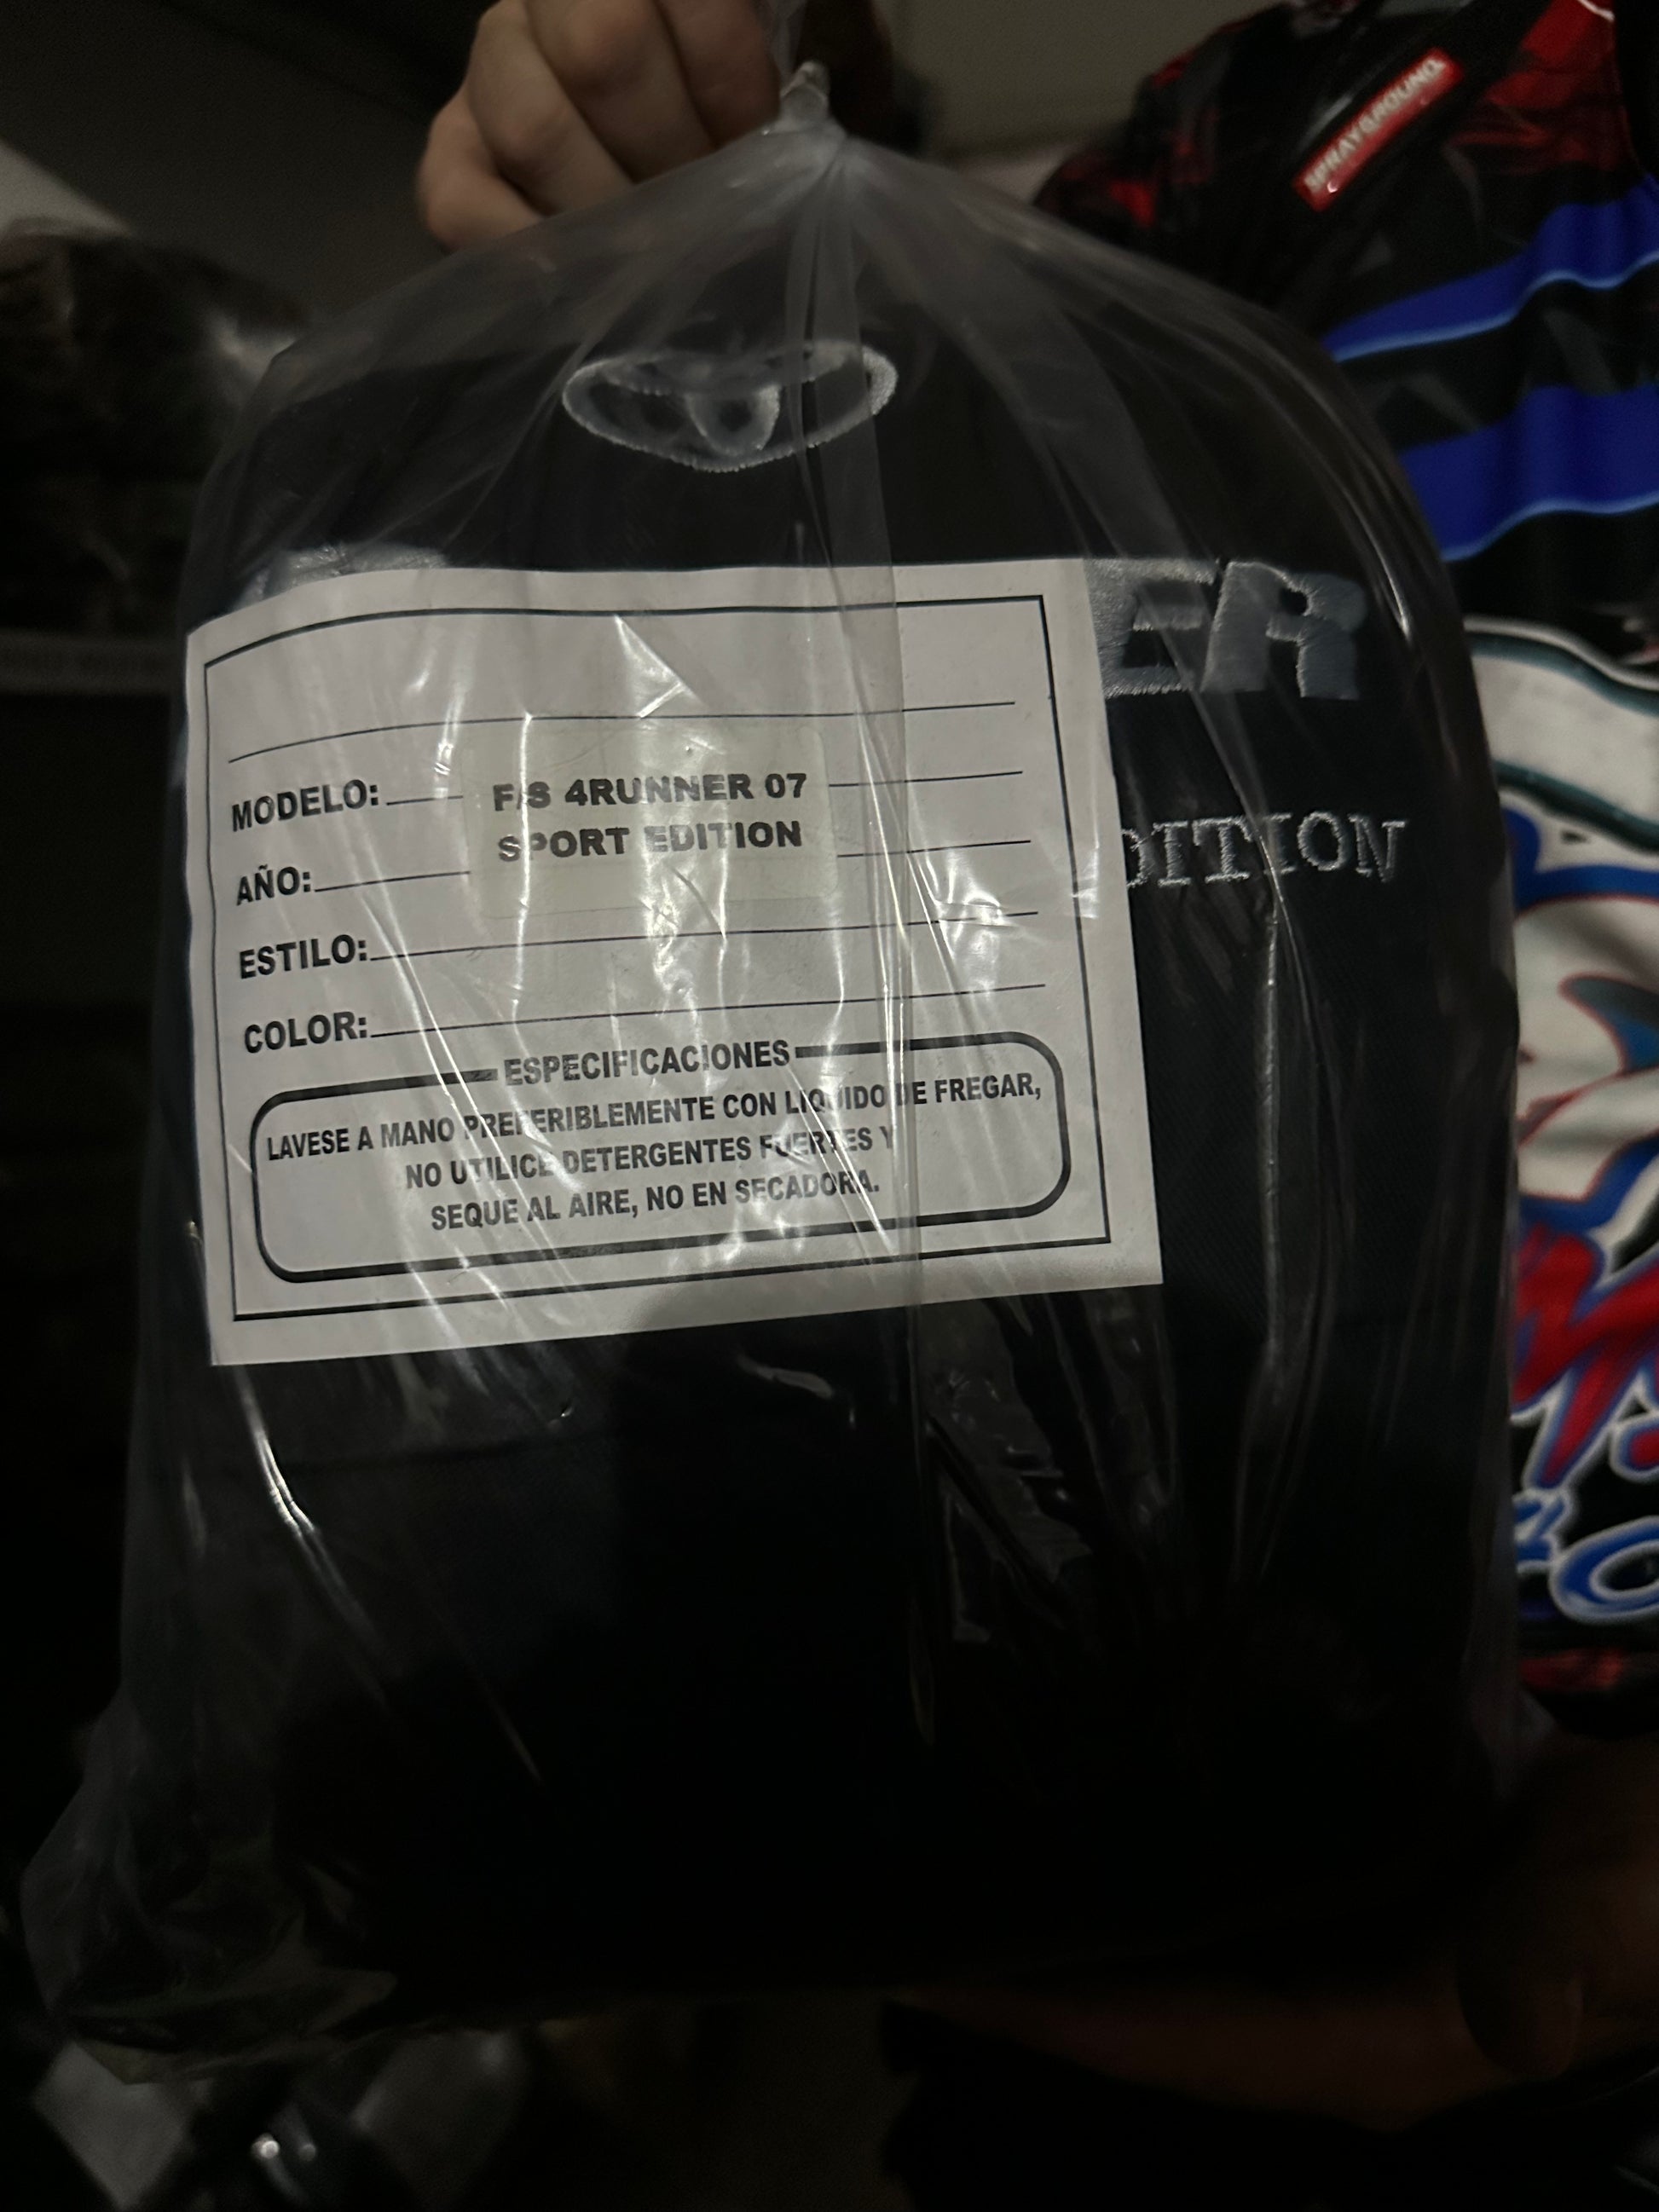 SPRAYGROUND
ER
MODELO:
F/S 4RUNNER 07
SPORT EDITION
DITION
AÑO:
ESTILO:
COLOR:
ESPECIFICACIONES
LAVESE A MANO PREFERIBLEMENTE CON LIQUIDO DE FREGAR,
NO UTILICE DETERGENTES FUERTES Y
SEQUE AL AIRE, NO EN SECADORA.